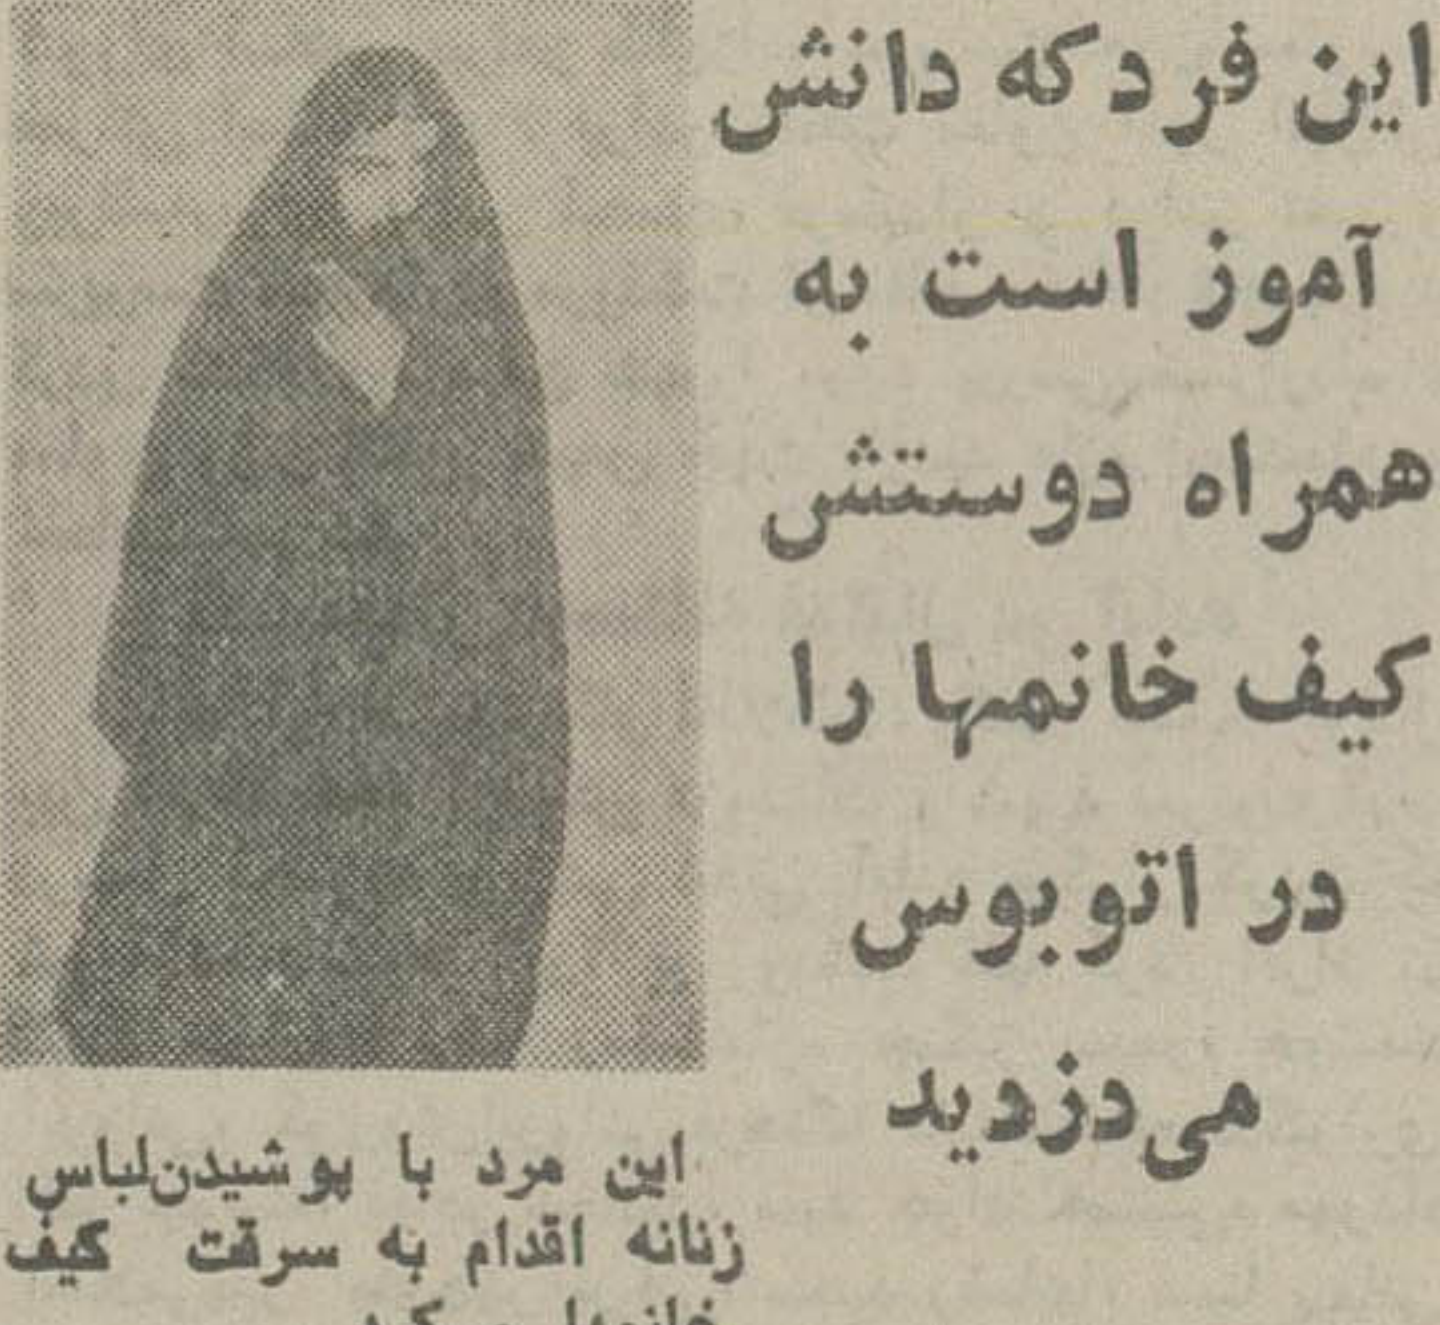 این فرد که دانش
آموز است به
همراه دوستش
کیف خانمها را
در اتوبوس
می‌دزدید
این مرد با پوشیدن‌لباس
زنانه اقدام به سرقت کیف